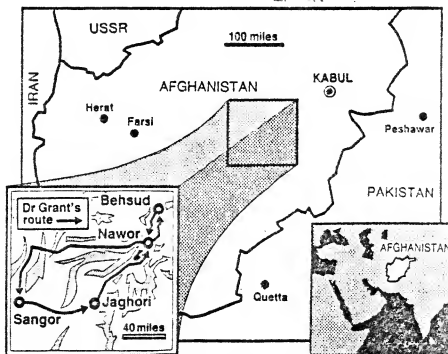 USSR
100 miles
IRAN
AFGHANISTAN
KABUL
Herat
Farsi
Peshawar
PAKISTAN
Dr Grant's
route
Behsud
Nawor
Sangor
Jaghori
40 miles
Quetta
AFGHANISTAN